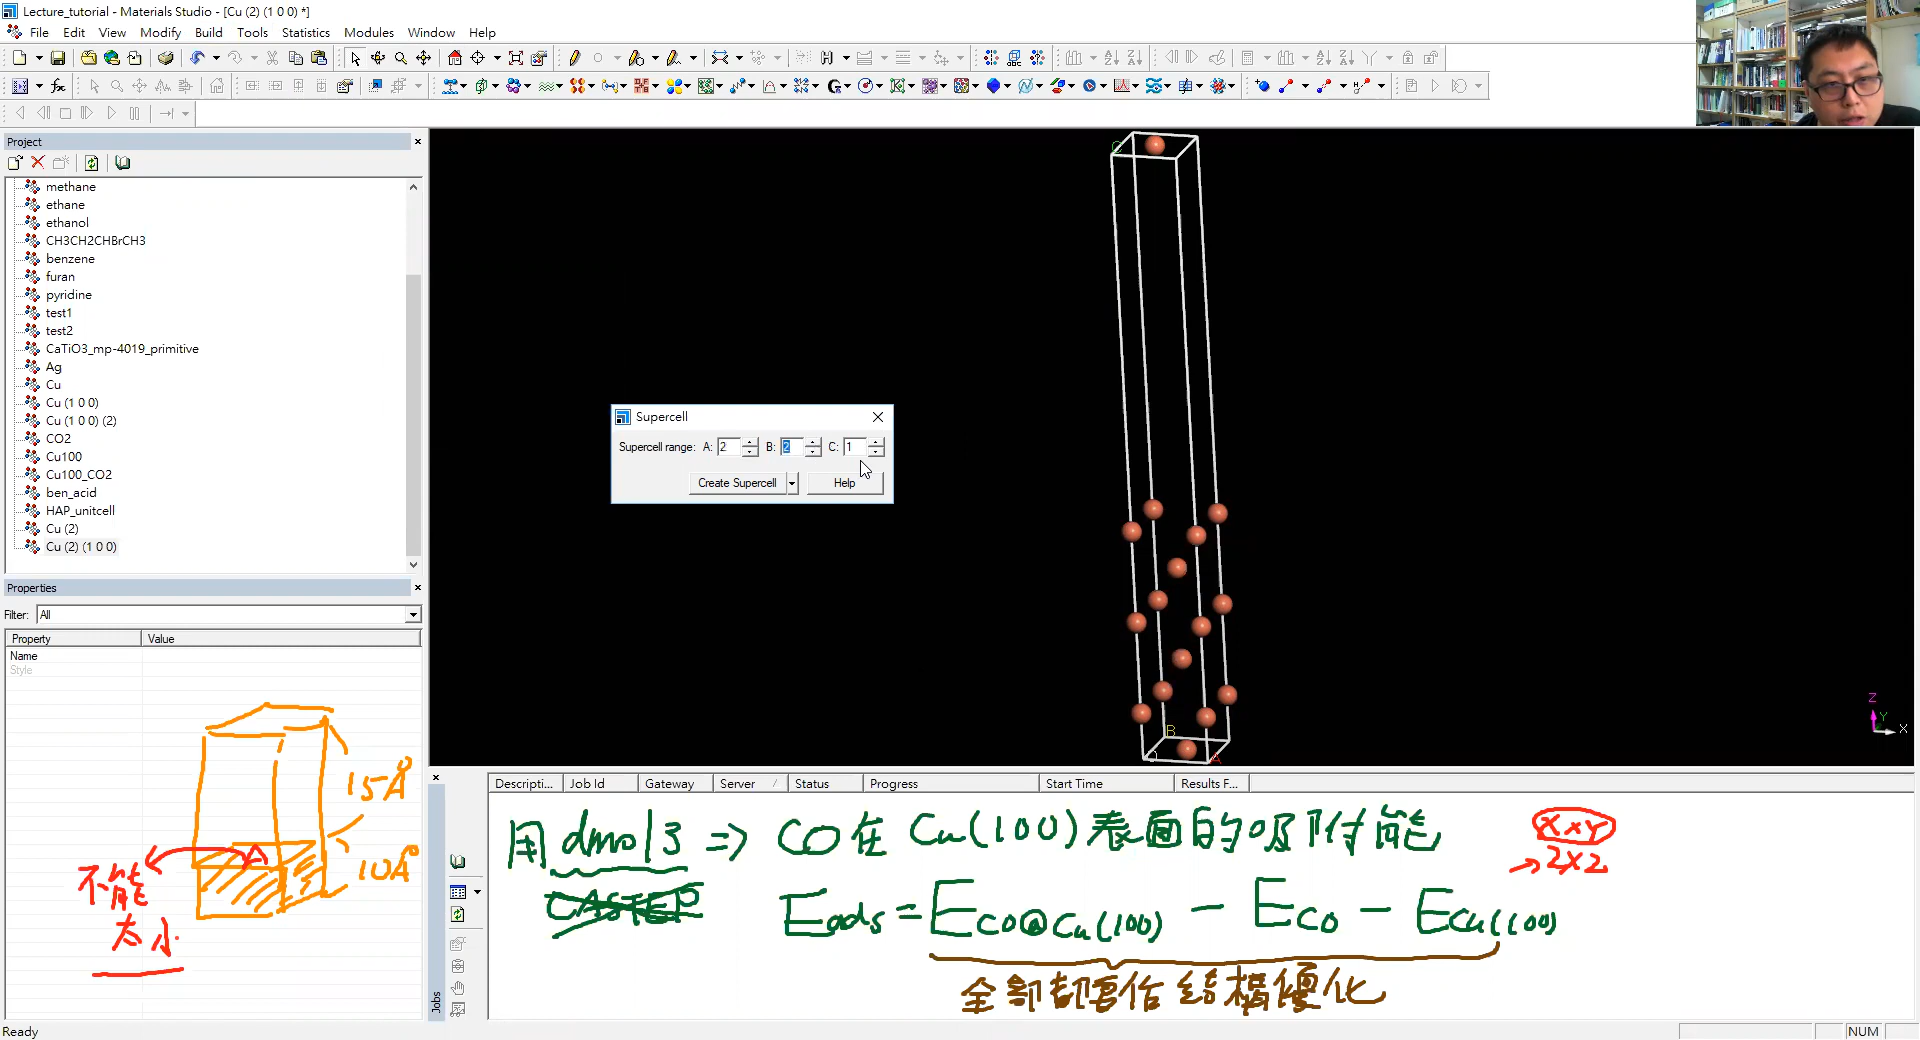 Lecture_tutorial - Materials Studio - [Cu (2) (1 0 0) *]
File Edit View Modify Build Tools Statistics Modules Window Help
Project
methane
ethane
ethanol
CH3CH2CHBrCH3
benzene
furan
pyridine
test1
test2
CaTiO3_mp-4019_primitive
Ag
Cu
Cu (1 0 0)
Cu (1 0 0) (2)
CO2
Cu100
Cu100_CO2
ben_acid
HAP_unitcell
Cu (2)
Cu (2) (1 0 0)
Supercell
Supercell range: A: 2 B: 2 C: 1
Create Supercell Help
C
B
O A
Z
Y
X
Properties
Filter: All
Property Value
Name
Style
15Å
10Å
不能
太小
Jobs
Descripti... Job Id Gateway Server Status Progress Start Time Results F...
用 dmol3 => CO在 Cu(100)表面的吸附能
CASTEP
Eads = ECO@Cu(100) - ECO - ECu(100)
全部都要作結構優化
XxY
→2x2
Ready
NUM